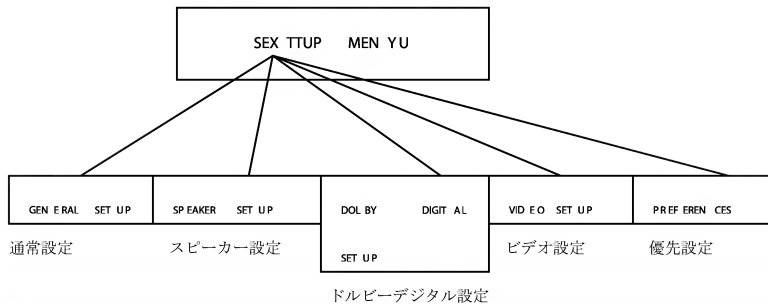 SEX TTUP MEN YU
GEN ERAL SET UP
SP EAKER SET UP
DOL BY DIGIT AL
SET UP
VID E O SET UP
PREF EREN CES
通常設定
スピーカー設定
ドルビーデジタル設定
ビデオ設定
優先設定